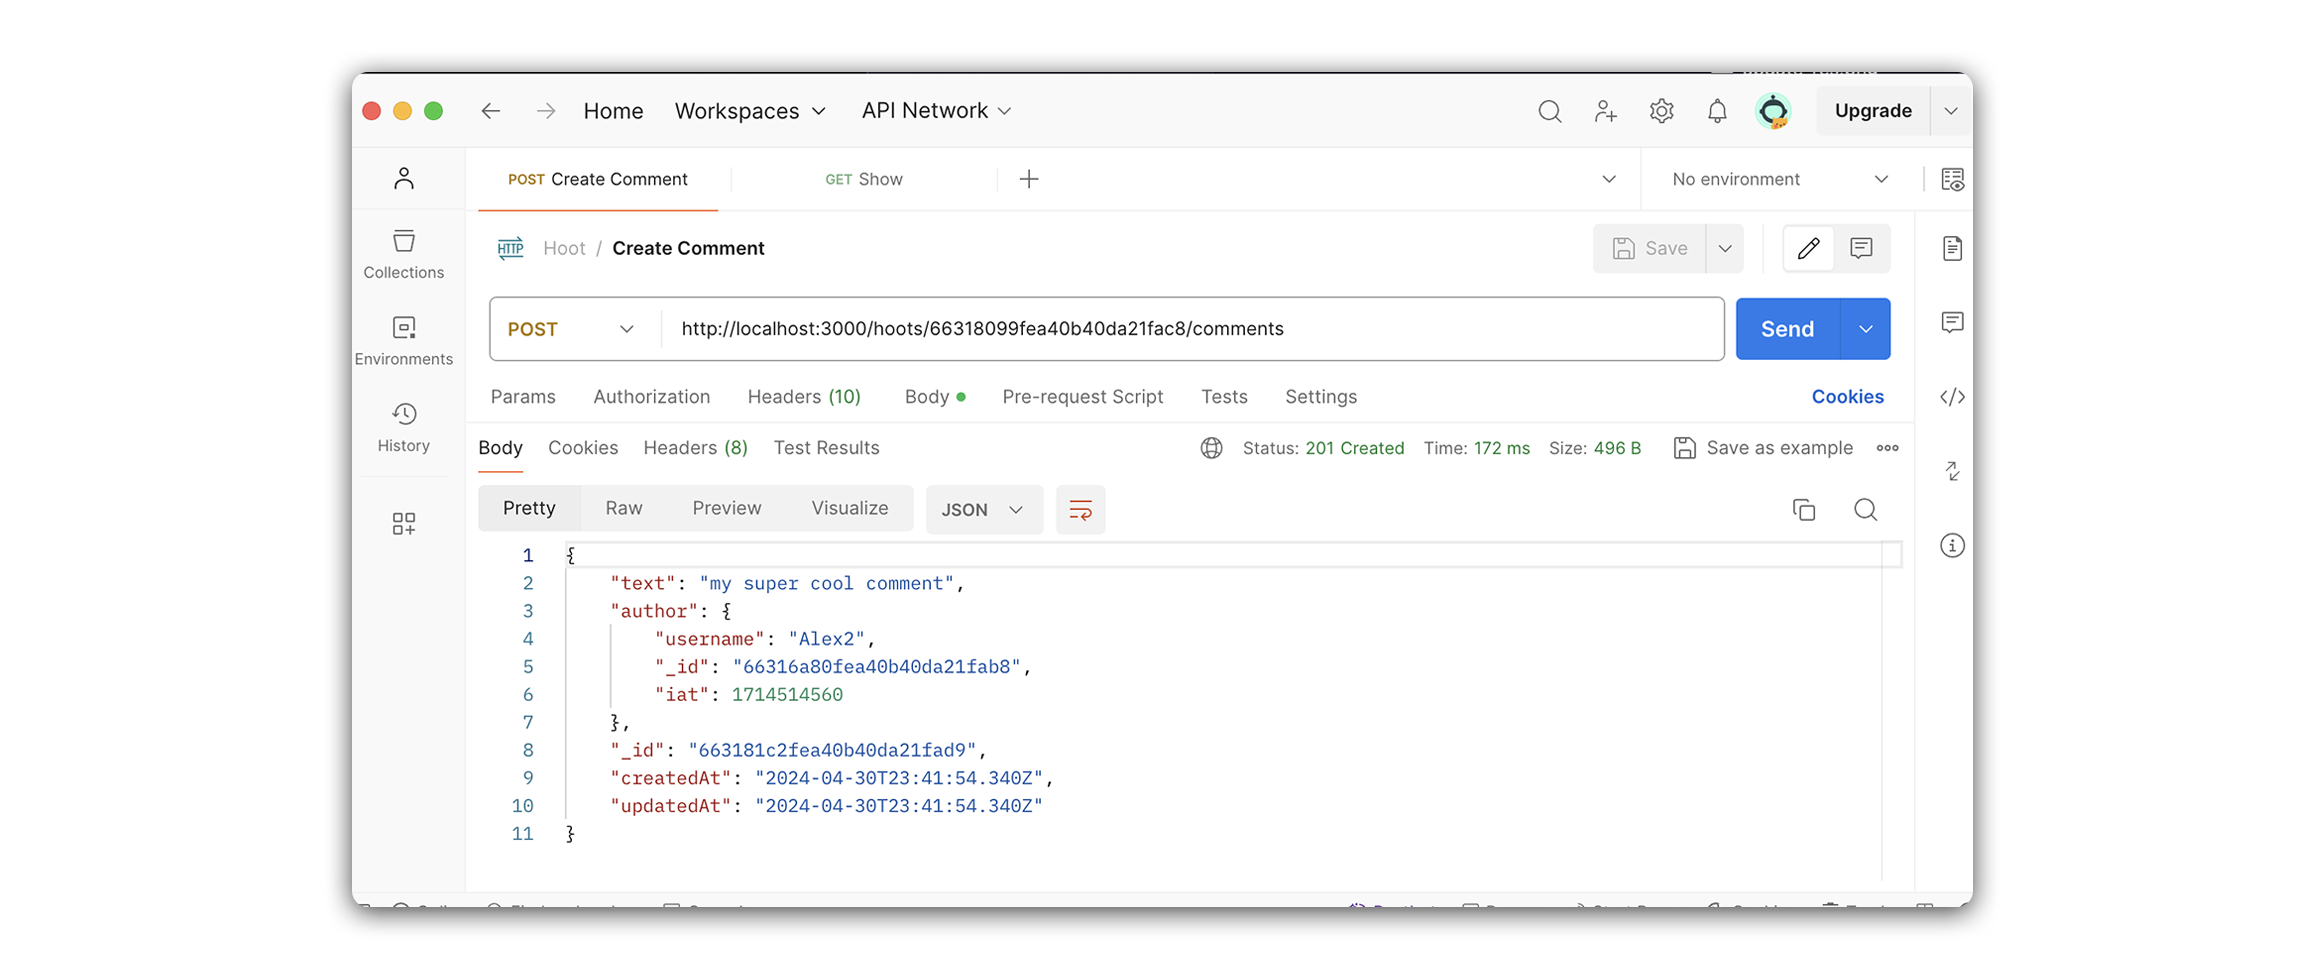 Home Workspaces API Network Upgrade
POST Create Comment GET Show No environment
HTTP Hoot / Create Comment Save
Collections
Environments
History
POST http://localhost:3000/hoots/66318099fea40b40da21fac8/comments Send
Params Authorization Headers (10) Body Pre-request Script Tests Settings Cookies
Body Cookies Headers (8) Test Results Status: 201 Created Time: 172 ms Size: 496 B Save as example
Pretty Raw Preview Visualize JSON
1 {
2 "text": "my super cool comment",
3 "author": {
4 "username": "Alex2",
5 "_id": "66316a80fea40b40da21fab8",
6 "iat": 1714514560
7 },
8 "_id": "663181c2fea40b40da21fad9",
9 "createdAt": "2024-04-30T23:41:54.340Z",
10 "updatedAt": "2024-04-30T23:41:54.340Z"
11 }